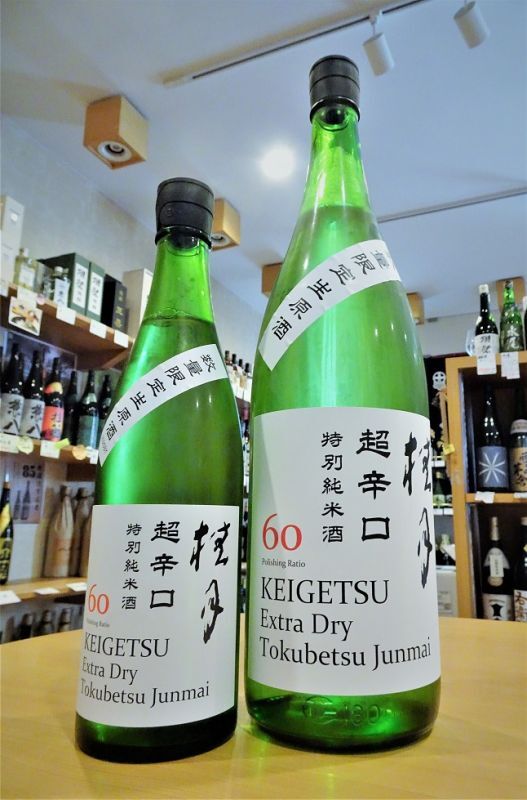 数量限定生原酒
桂月
超辛口
特別純米酒
60
Polishing Ratio
KEIGETSU
Extra Dry
Tokubetsu Junmai
数量限定生原酒
桂月
超辛口
特別純米酒
60
Polishing Ratio
KEIGETSU
Extra Dry
Tokubetsu Junmai